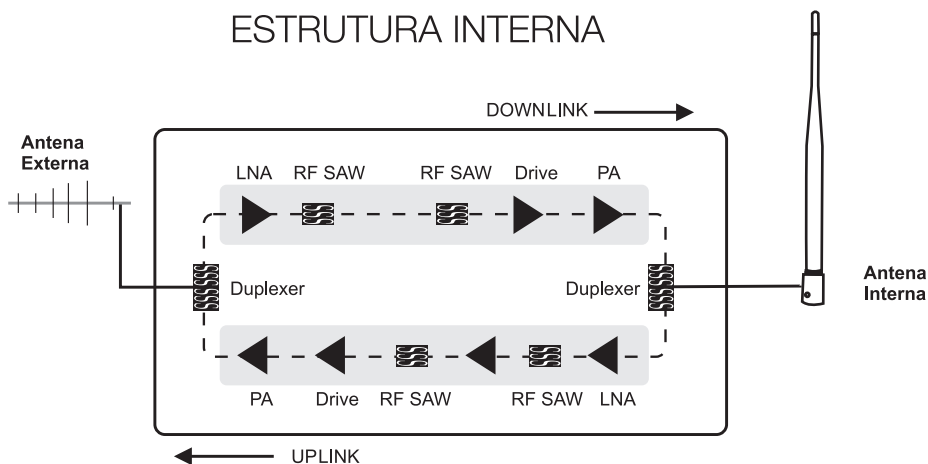 ESTRUTURA INTERNA
DOWNLINK
Antena
Externa
LNA RF SAW RF SAW Drive PA
Duplexer Duplexer
Antena
Interna
PA Drive RF SAW RF SAW LNA
UPLINK